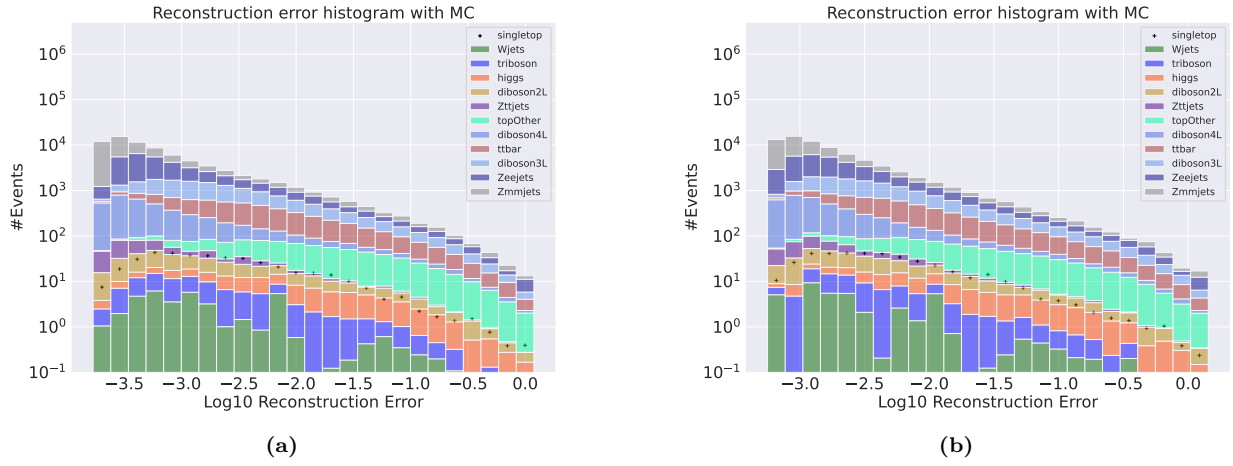 Reconstruction error histogram with MC
#Events
10^6
10^5
10^4
10^3
10^2
10^1
10^0
10^−1
singletop
Wjets
triboson
higgs
diboson2L
Zttjets
topOther
diboson4L
ttbar
diboson3L
Zeejets
Zmmjets
−3.5 −3.0 −2.5 −2.0 −1.5 −1.0 −0.5 0.0
Log10 Reconstruction Error
(a)
Reconstruction error histogram with MC
#Events
10^6
10^5
10^4
10^3
10^2
10^1
10^0
10^−1
singletop
Wjets
triboson
higgs
diboson2L
Zttjets
topOther
diboson4L
ttbar
diboson3L
Zeejets
Zmmjets
−3.0 −2.5 −2.0 −1.5 −1.0 −0.5 0.0
Log10 Reconstruction Error
(b)